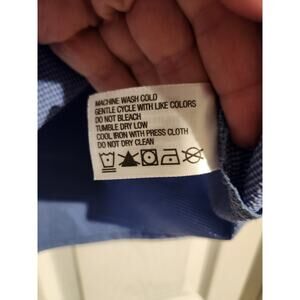 MACHINE WASH COLD
GENTLE CYCLE WITH LIKE COLORS
DO NOT BLEACH
TUMBLE DRY LOW
COOL IRON WITH PRESS CLOTH
DO NOT DRY CLEAN